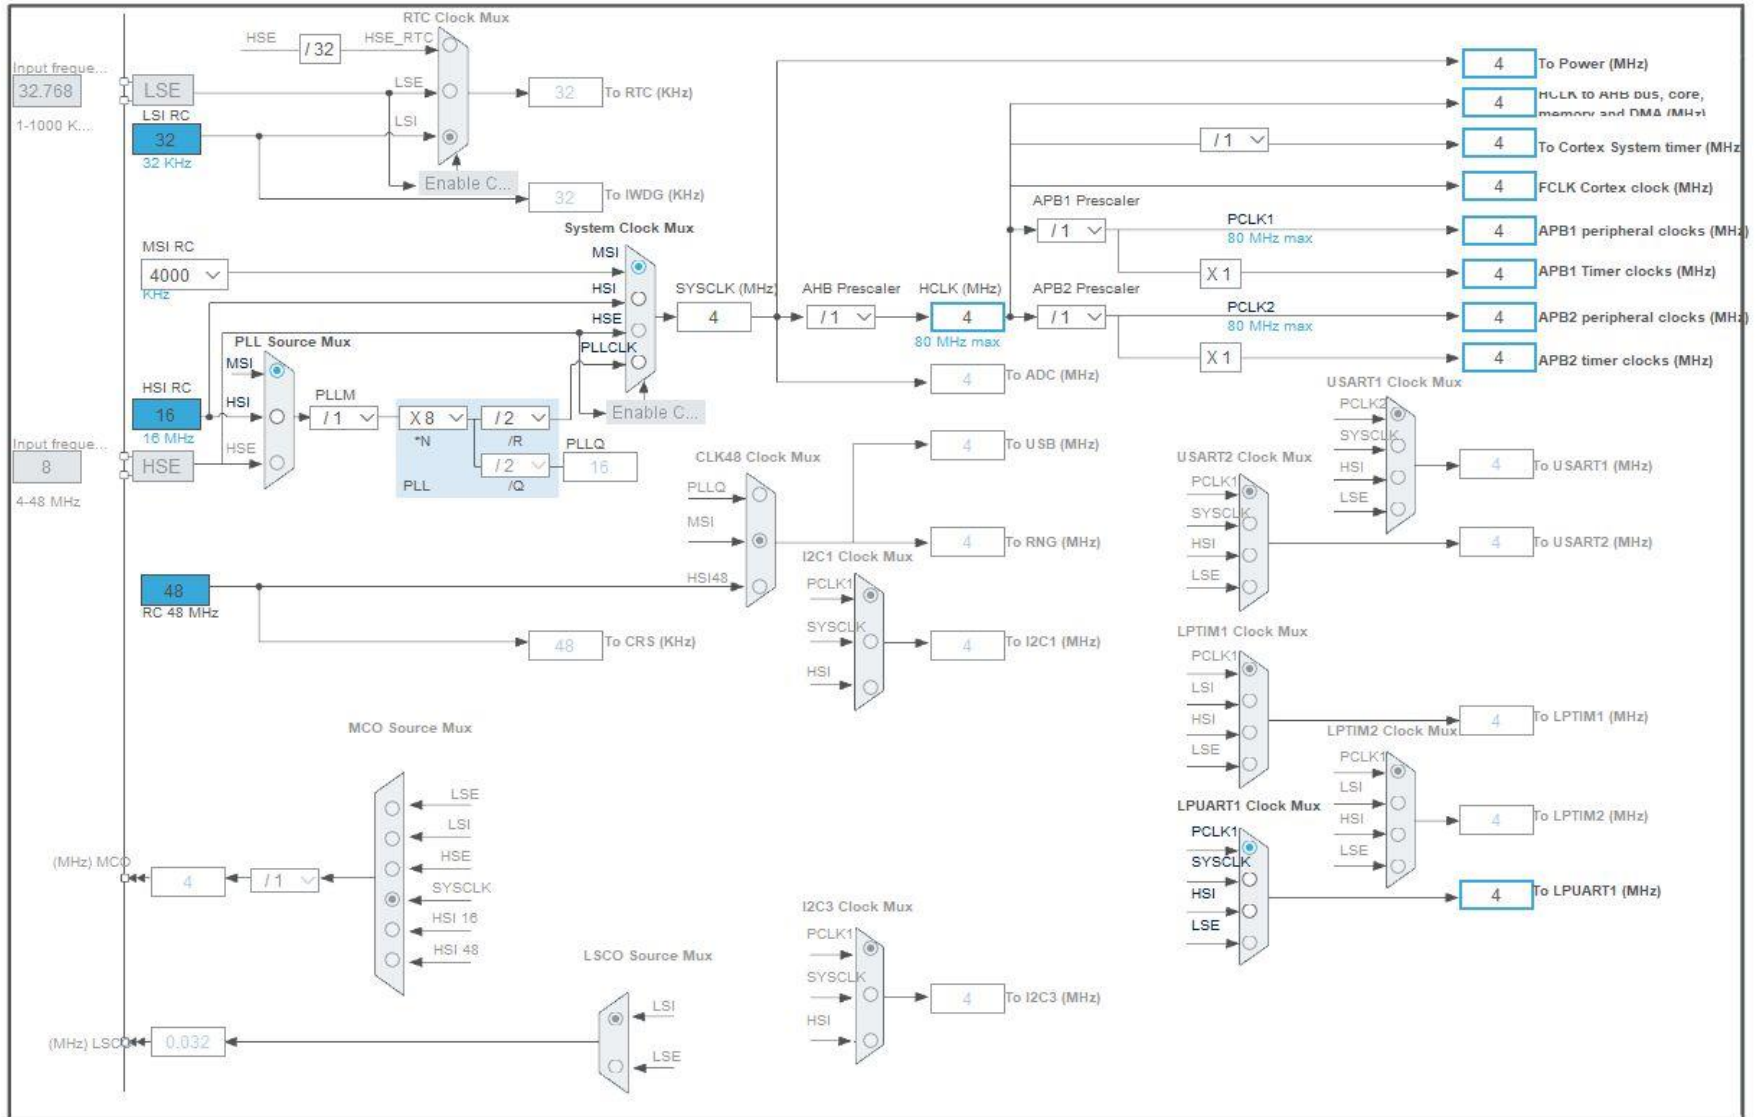 RTC Clock Mux
HSE
/ 32
HSE_RTC
Input freque...
32.768
1-1000 K...
LSE
LSE
LSI RC
32
32 KHz
LSI
32
To RTC (KHz)
Enable C...
32
To IWDG (KHz)
4
To Power (MHz)
4
HCLK to AHB bus, core,
memory and DMA (MHz)
/ 1
4
To Cortex System timer (MHz
4
FCLK Cortex clock (MHz)
APB1 Prescaler
/ 1
PCLK1
80 MHz max
4
APB1 peripheral clocks (MHz)
X 1
4
APB1 Timer clocks (MHz)
System Clock Mux
MSI RC
4000
KHz
MSI
HSI
HSE
PLLCLK
SYSCLK (MHz)
4
AHB Prescaler
/ 1
HCLK (MHz)
4
80 MHz max
APB2 Prescaler
/ 1
PCLK2
80 MHz max
4
APB2 peripheral clocks (MHz)
X 1
4
APB2 timer clocks (MHz)
PLL Source Mux
MSI
HSI RC
16
16 MHz
HSI
HSE
Input freque...
8
4-48 MHz
HSE
PLLM
/ 1
X 8
*N
/ 2
/R
/ 2
/Q
PLL
PLLQ
16
Enable C...
4
To ADC (MHz)
4
To USB (MHz)
CLK48 Clock Mux
PLLQ
MSI
HSI48
4
To RNG (MHz)
48
RC 48 MHz
48
To CRS (KHz)
I2C1 Clock Mux
PCLK1
SYSCLK
HSI
4
To I2C1 (MHz)
USART1 Clock Mux
PCLK2
SYSCLK
HSI
LSE
4
To USART1 (MHz)
USART2 Clock Mux
PCLK1
SYSCLK
HSI
LSE
4
To USART2 (MHz)
LPTIM1 Clock Mux
PCLK1
LSI
HSI
LSE
4
To LPTIM1 (MHz)
LPTIM2 Clock Mux
PCLK1
LSI
HSI
LSE
4
To LPTIM2 (MHz)
LPUART1 Clock Mux
PCLK1
SYSCLK
HSI
LSE
4
To LPUART1 (MHz)
MCO Source Mux
LSE
LSI
HSE
SYSCLK
HSI 16
HSI 48
(MHz) MCO
4
/ 1
I2C3 Clock Mux
PCLK1
SYSCLK
HSI
4
To I2C3 (MHz)
LSCO Source Mux
LSI
LSE
(MHz) LSCO
0.032